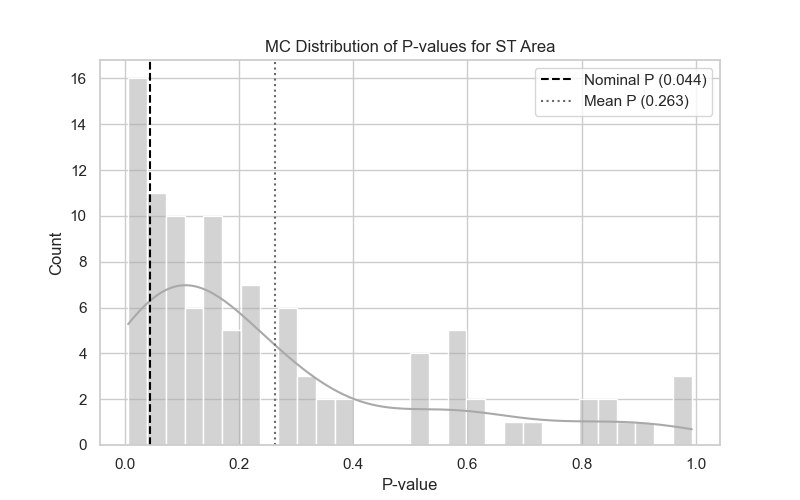 MC Distribution of P-values for ST Area
Nominal P (0.044)
Mean P (0.263)
Count
16
14
12
10
8
6
4
2
0
0.0 0.2 0.4 0.6 0.8 1.0
P-value